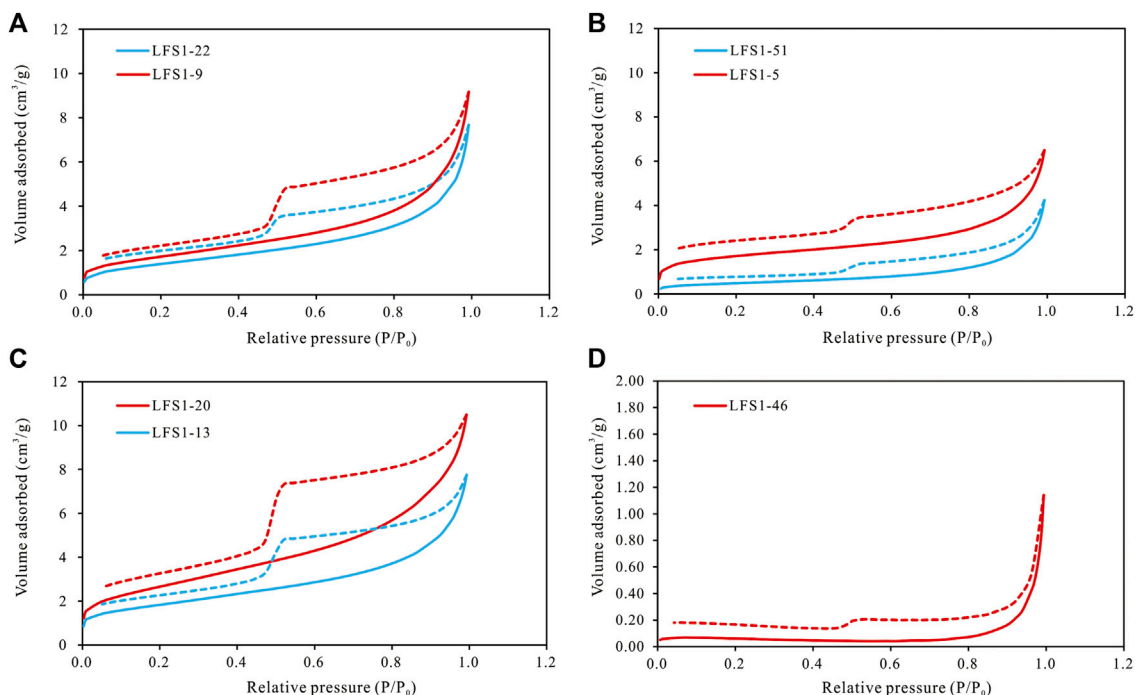 A
12
10
8
6
4
2
0
Volume adsorbed (cm³/g)
LFS1-22
LFS1-9
0.0 0.2 0.4 0.6 0.8 1.0 1.2
Relative pressure (P/P₀)
B
12
10
8
6
4
2
0
Volume adsorbed (cm³/g)
LFS1-51
LFS1-5
0.0 0.2 0.4 0.6 0.8 1.0 1.2
Relative pressure (P/P₀)
C
12
10
8
6
4
2
0
Volume adsorbed (cm³/g)
LFS1-20
LFS1-13
0.0 0.2 0.4 0.6 0.8 1.0 1.2
Relative pressure (P/P₀)
D
2.00
1.80
1.60
1.40
1.20
1.00
0.80
0.60
0.40
0.20
0.00
Volume adsorbed (cm³/g)
LFS1-46
0.0 0.2 0.4 0.6 0.8 1.0 1.2
Relative pressure (P/P₀)